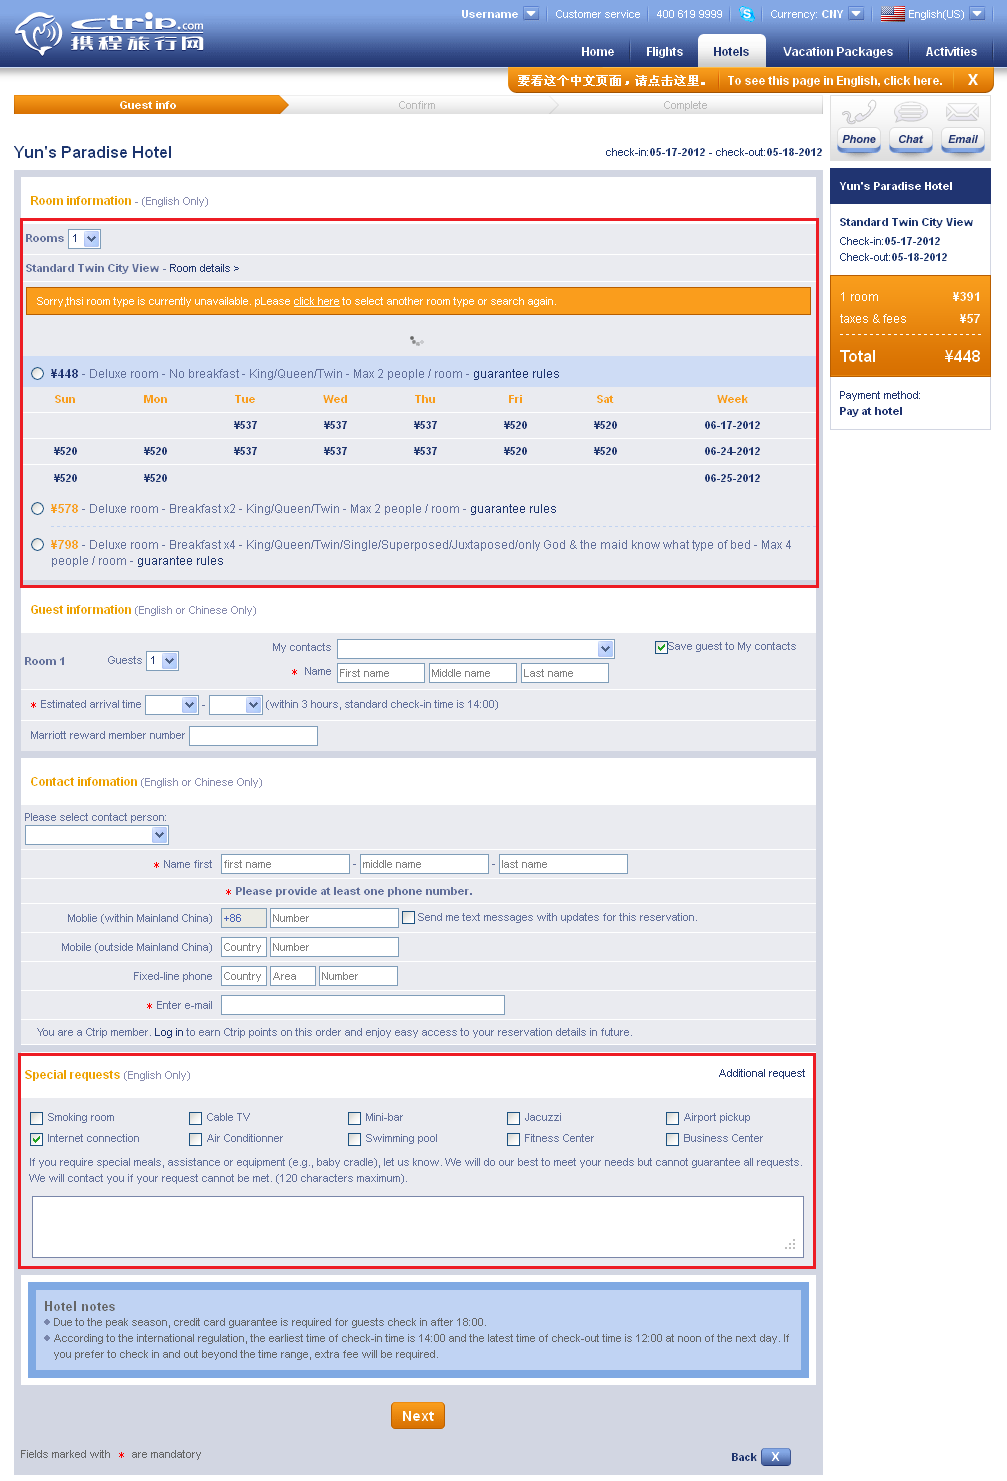 Username Customer service 400 619 9999 Currency: CNY English(US)
ctrip.com
携程旅行网
Home Flights Hotels Vacation Packages Activities
要看这个中文页面，请点击这里。 To see this page in English, click here. X
Guest info Confirm Complete
Phone Chat Email
Yun's Paradise Hotel
check-in:05-17-2012 - check-out:05-18-2012
Yun's Paradise Hotel
Standard Twin City View
Check-in:05-17-2012
Check-out:05-18-2012
1 room ¥391
taxes & fees ¥57
Total ¥448
Payment method:
Pay at hotel
Room information - (English Only)
Rooms 1
Standard Twin City View - Room details >
Sorry,thsi room type is currently unavailable. pLease click here to select another room type or search again.
¥448 - Deluxe room - No breakfast - King/Queen/Twin - Max 2 people / room - guarantee rules
Sun Mon Tue Wed Thu Fri Sat Week
¥537 ¥537 ¥537 ¥520 ¥520 06-17-2012
¥520 ¥520 ¥537 ¥537 ¥537 ¥520 ¥520 06-24-2012
¥520 ¥520 06-25-2012
¥578 - Deluxe room - Breakfast x2 - King/Queen/Twin - Max 2 people / room - guarantee rules
¥798 - Deluxe room - Breakfast x4 - King/Queen/Twin/Single/Superposed/Juxtaposed/only God & the maid know what type of bed - Max 4
people / room - guarantee rules
Guest information (English or Chinese Only)
My contacts Save guest to My contacts
Room 1 Guests 1
* Name First name Middle name Last name
* Estimated arrival time - (within 3 hours, standard check-in time is 14:00)
Marriott reward member number
Contact infomation (English or Chinese Only)
Please select contact person:
* Name first first name - middle name - last name
* Please provide at least one phone number.
Moblie (within Mainland China) +86 Number Send me text messages with updates for this reservation.
Mobile (outside Mainland China) Country Number
Fixed-line phone Country Area Number
* Enter e-mail
You are a Ctrip member. Log in to earn Ctrip points on this order and enjoy easy access to your reservation details in future.
Special requests (English Only) Additional request
Smoking room Cable TV Mini-bar Jacuzzi Airport pickup
Internet connection Air Conditionner Swimming pool Fitness Center Business Center
If you require special meals, assistance or equipment (e.g., baby cradle), let us know. We will do our best to meet your needs but cannot guarantee all requests.
We will contact you if your request cannot be met. (120 characters maximum).
Hotel notes
Due to the peak season, credit card guarantee is required for guests check in after 18:00.
According to the international regulation, the earliest time of check-in time is 14:00 and the latest time of check-out time is 12:00 at noon of the next day. If
you prefer to check in and out beyond the time range, extra fee will be required.
Next
Fields marked with * are mandatory
Back X